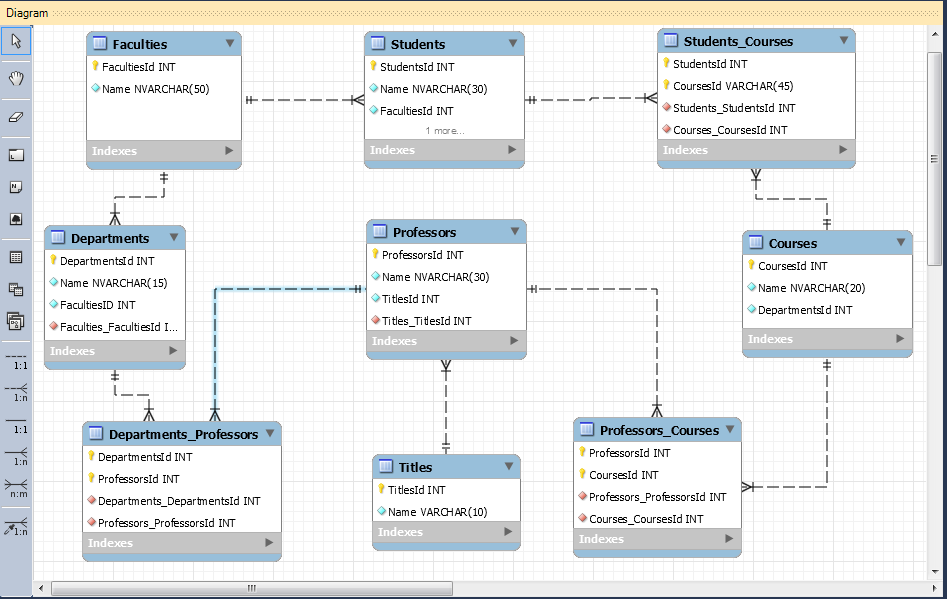 Diagram
Faculties
FacultiesId INT
Name NVARCHAR(50)
Indexes
Students
StudentsId INT
Name NVARCHAR(30)
FacultiesId INT
1 more...
Indexes
Students_Courses
StudentsId INT
CoursesId VARCHAR(45)
Students_StudentsId INT
Courses_CoursesId INT
Indexes
Departments
DepartmentsId INT
Name NVARCHAR(15)
FacultiesID INT
Faculties_FacultiesId I...
Indexes
Professors
ProfessorsId INT
Name NVARCHAR(30)
TitlesId INT
Titles_TitlesId INT
Indexes
Courses
CoursesId INT
Name NVARCHAR(20)
DepartmentsId INT
Indexes
Departments_Professors
DepartmentsId INT
ProfessorsId INT
Departments_DepartmentsId INT
Professors_ProfessorsId INT
Indexes
Titles
TitlesId INT
Name VARCHAR(10)
Indexes
Professors_Courses
ProfessorsId INT
CoursesId INT
Professors_ProfessorsId INT
Courses_CoursesId INT
Indexes
1:1
1:n
1:1
1:n
n:m
1:n